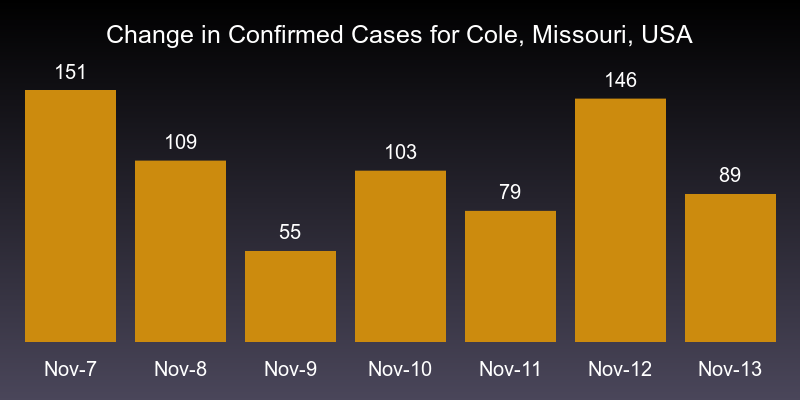 Change in Confirmed Cases for Cole, Missouri, USA
151
109
55
103
79
146
89
Nov-7
Nov-8
Nov-9
Nov-10
Nov-11
Nov-12
Nov-13